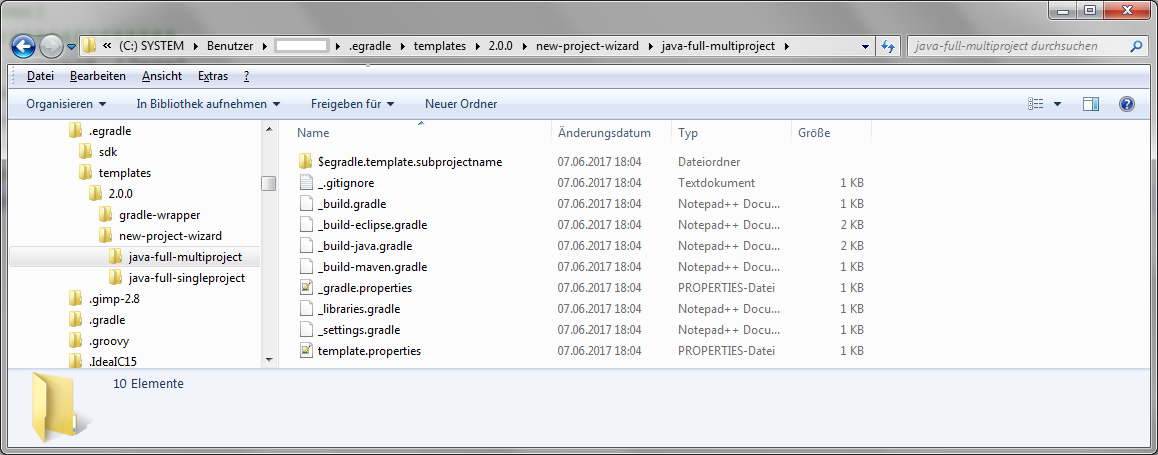 « (C:) SYSTEM Benutzer .egradle templates 2.0.0 new-project-wizard java-full-multiproject java-full-multiproject durchsuchen
Datei Bearbeiten Ansicht Extras ?
Organisieren In Bibliothek aufnehmen Freigeben für Neuer Ordner
.egradle
sdk
templates
2.0.0
gradle-wrapper
new-project-wizard
java-full-multiproject
java-full-singleproject
.gimp-2.8
.gradle
.groovy
.IdeaIC15
Name Änderungsdatum Typ Größe
$egradle.template.subprojectname 07.06.2017 18:04 Dateiordner
_.gitignore 07.06.2017 18:04 Textdokument 1 KB
_build.gradle 07.06.2017 18:04 Notepad++ Docu... 1 KB
_build-eclipse.gradle 07.06.2017 18:04 Notepad++ Docu... 2 KB
_build-java.gradle 07.06.2017 18:04 Notepad++ Docu... 2 KB
_build-maven.gradle 07.06.2017 18:04 Notepad++ Docu... 1 KB
_gradle.properties 07.06.2017 18:04 PROPERTIES-Datei 1 KB
_libraries.gradle 07.06.2017 18:04 Notepad++ Docu... 1 KB
_settings.gradle 07.06.2017 18:04 Notepad++ Docu... 1 KB
template.properties 07.06.2017 18:04 PROPERTIES-Datei 1 KB
10 Elemente